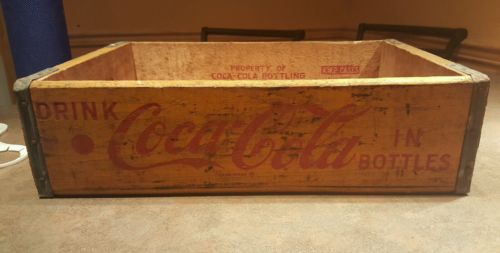 PROPERTY OF
COCA-COLA BOTTLING
DRINK
Coca-Cola
IN
BOTTLES